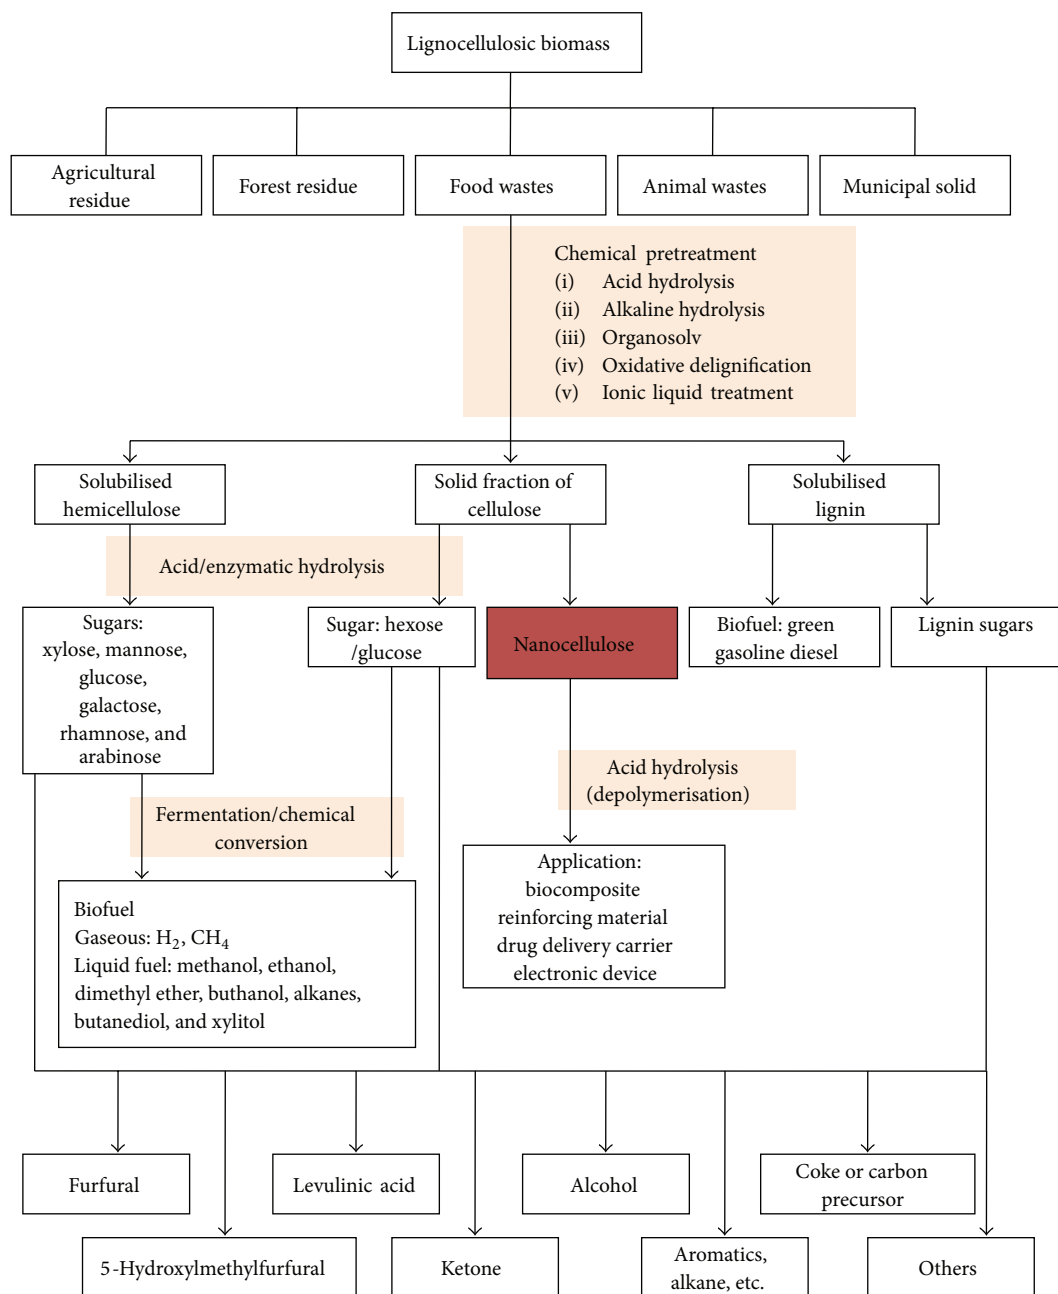 Lignocellulosic biomass
Agricultural
residue
Forest residue
Food wastes
Animal wastes
Municipal solid
Chemical pretreatment
(i) Acid hydrolysis
(ii) Alkaline hydrolysis
(iii) Organosolv
(iv) Oxidative delignification
(v) Ionic liquid treatment
Solubilised
hemicellulose
Solid fraction of
cellulose
Solubilised
lignin
Acid/enzymatic hydrolysis
Sugars:
xylose, mannose,
glucose,
galactose,
rhamnose, and
arabinose
Sugar: hexose
/glucose
Nanocellulose
Biofuel: green
gasoline diesel
Lignin sugars
Acid hydrolysis
(depolymerisation)
Fermentation/chemical
conversion
Application:
biocomposite
reinforcing material
drug delivery carrier
electronic device
Biofuel
Gaseous: H₂, CH₄
Liquid fuel: methanol, ethanol,
dimethyl ether, buthanol, alkanes,
butanediol, and xylitol
Furfural
Levulinic acid
Alcohol
Coke or carbon
precursor
5-Hydroxylmethylfurfural
Ketone
Aromatics,
alkane, etc.
Others